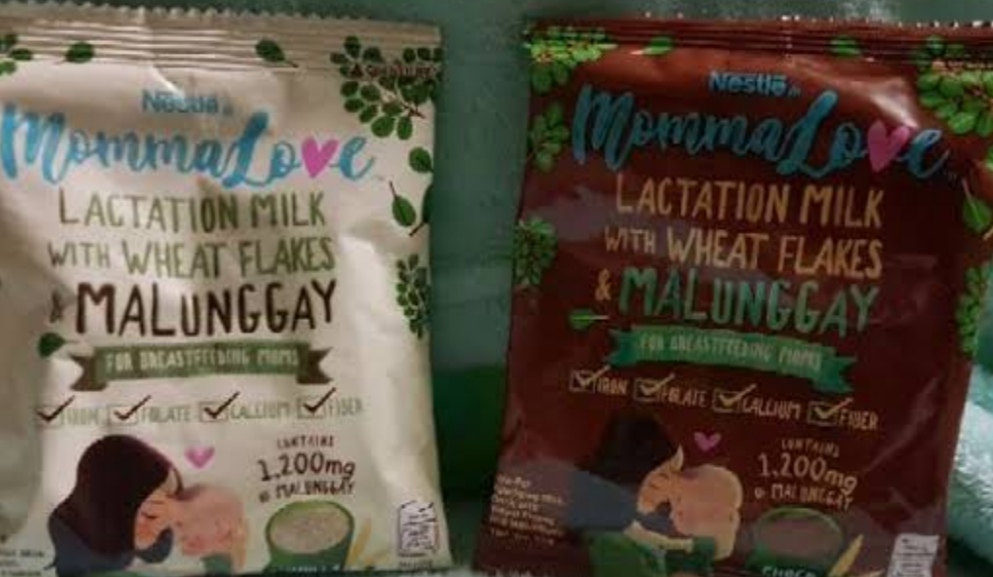 Nestlé
MommaLove
LACTATION MILK
WITH WHEAT FLAKES
& MALUNGGAY
FOR BREASTFEEDING MOMS
IRON FOLATE CALCIUM FIBER
CONTAINS
1,200mg
OF MALUNGGAY
Nestlé
MommaLove
LACTATION MILK
WITH WHEAT FLAKES
& MALUNGGAY
FOR BREASTFEEDING MOMS
IRON FOLATE CALCIUM FIBER
CONTAINS
1,200mg
OF MALUNGGAY